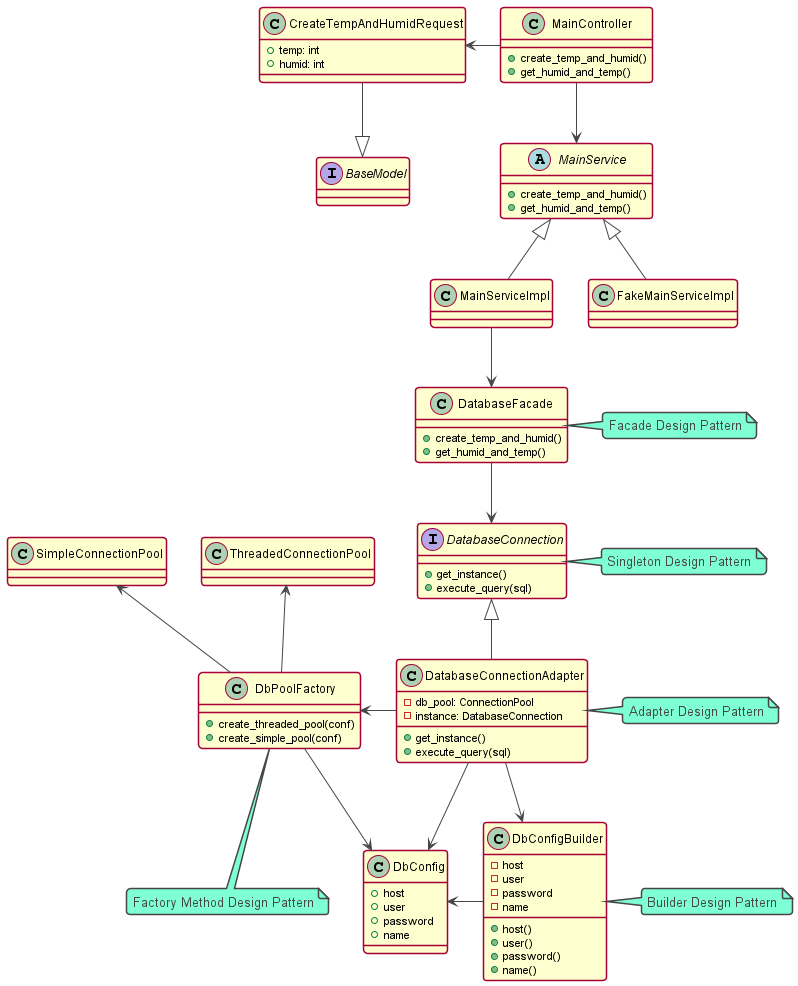 C CreateTempAndHumidRequest
temp: int
humid: int
C MainController
create_temp_and_humid()
get_humid_and_temp()
I BaseModel
A MainService
create_temp_and_humid()
get_humid_and_temp()
C MainServiceImpl
C FakeMainServiceImpl
C DatabaseFacade
create_temp_and_humid()
get_humid_and_temp()
Facade Design Pattern
C SimpleConnectionPool
C ThreadedConnectionPool
I DatabaseConnection
get_instance()
execute_query(sql)
Singleton Design Pattern
C DbPoolFactory
create_threaded_pool(conf)
create_simple_pool(conf)
C DatabaseConnectionAdapter
db_pool: ConnectionPool
instance: DatabaseConnection
get_instance()
execute_query(sql)
Adapter Design Pattern
Factory Method Design Pattern
C DbConfig
host
user
password
name
C DbConfigBuilder
host
user
password
name
host()
user()
password()
name()
Builder Design Pattern